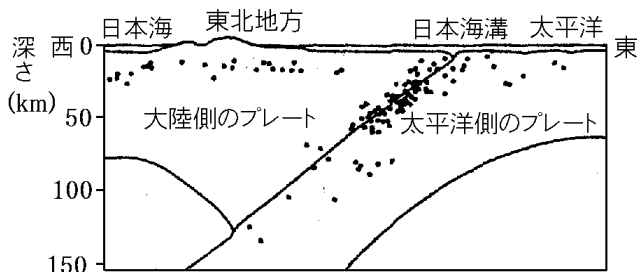 日本海 東北地方 日本海溝 太平洋
深さ(km) 西 0 東
50
大陸側のプレート 太平洋側のプレート
100
150